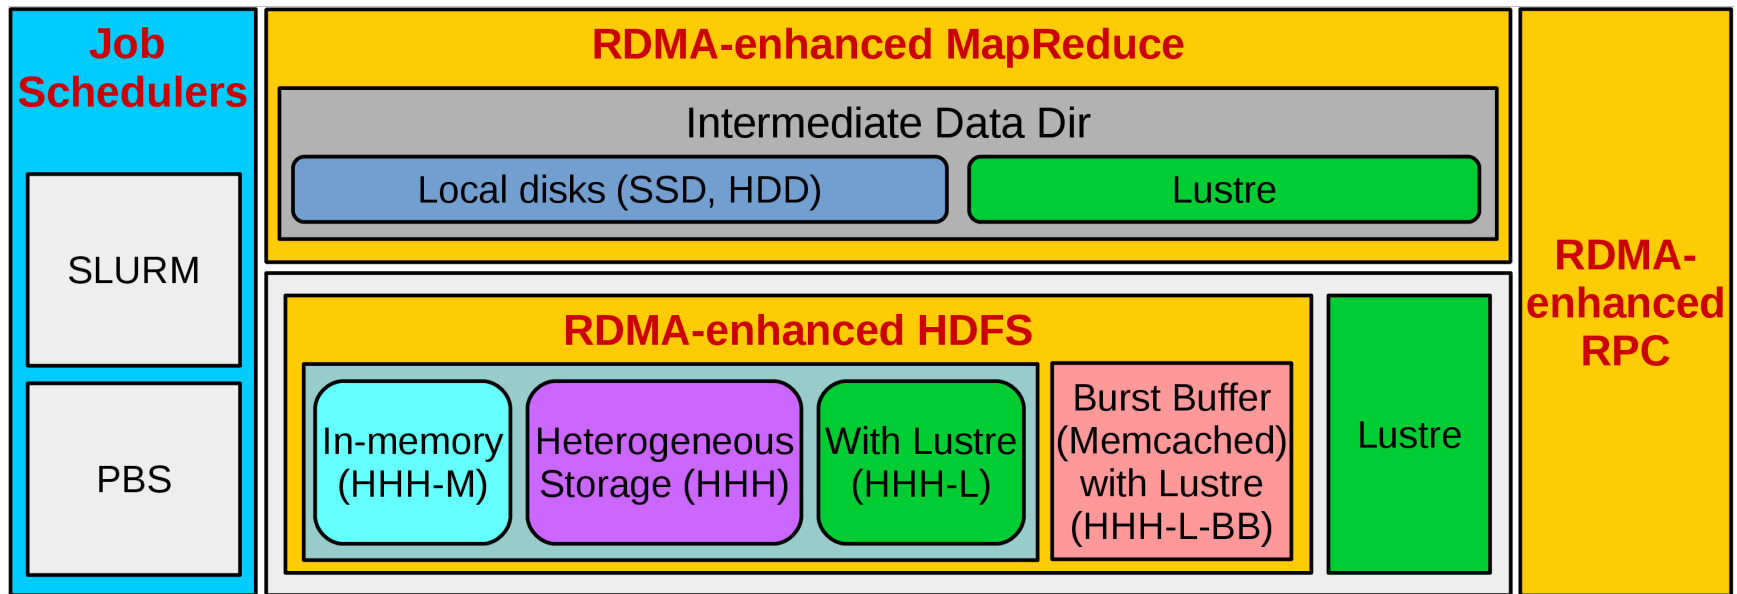 Job
Schedulers
SLURM
PBS
RDMA-enhanced MapReduce
Intermediate Data Dir
Local disks (SSD, HDD)
Lustre
RDMA-enhanced HDFS
In-memory
(HHH-M)
Heterogeneous
Storage (HHH)
With Lustre
(HHH-L)
Burst Buffer
(Memcached)
with Lustre
(HHH-L-BB)
Lustre
RDMA-
enhanced
RPC